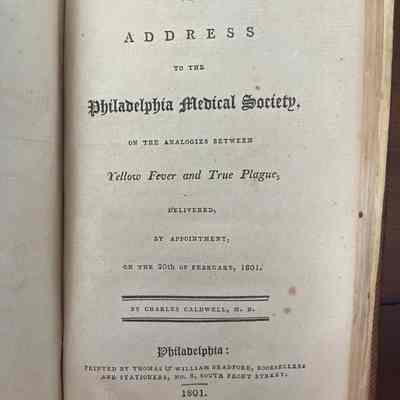 ADDRESS
TO THE
Philadelphia Medical Society,
ON THE ANALOGIES BETWEEN
Yellow Fever and True Plague;
DELIVERED,
BY APPOINTMENT,
ON THE 20th OF FEBRUARY, 1801.
BY CHARLES CALDWELL, M. D.
Philadelphia:
PRINTED BY THOMAS & WILLIAM BRADFORD, BOOKSELLERS
AND STATIONERS, NO. 8, SOUTH FRONT STREET.
1801.